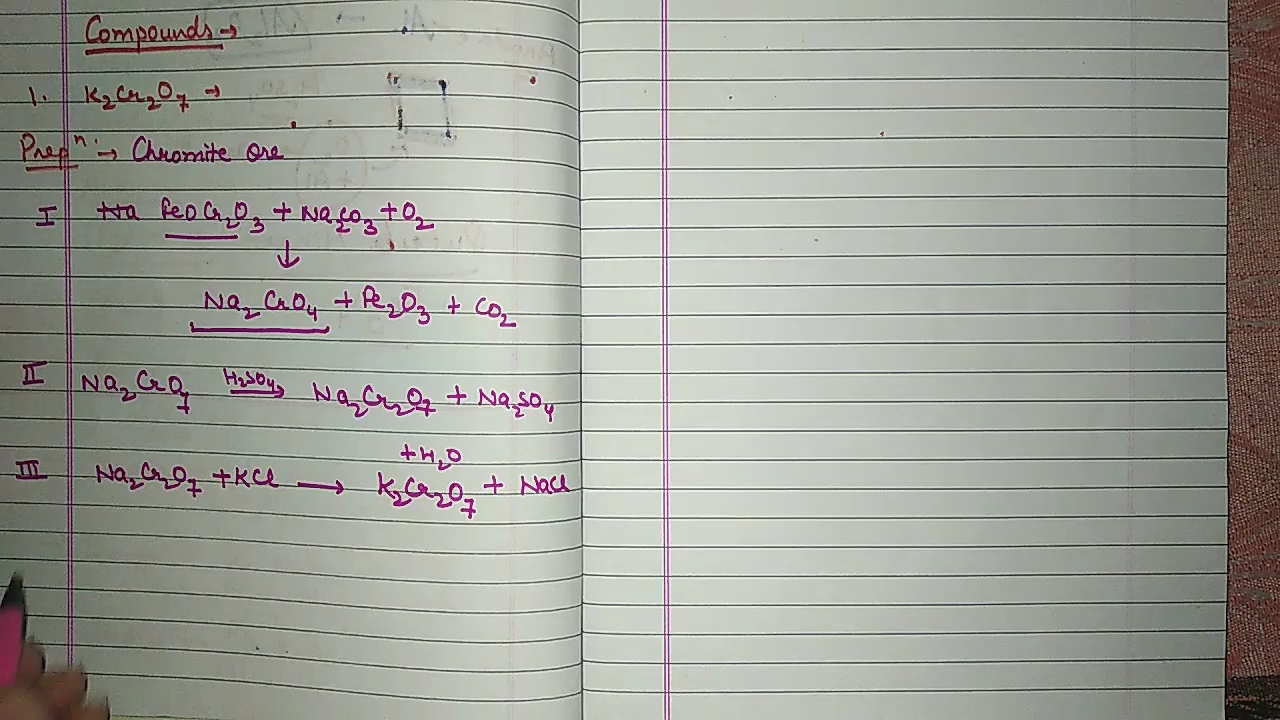 Compounds →
1. K₂Cr₂O₇ →
Prepⁿ. → Chromite ore
I Na FeOCr₂O₃ + Na₂CO₃ + O₂
↓
Na₂CrO₄ + Fe₂O₃ + CO₂
II Na₂CrO₄ H₂SO₄→ Na₂Cr₂O₇ + Na₂SO₄
+H₂O
III Na₂Cr₂O₇ + KCl → K₂Cr₂O₇ + NaCl